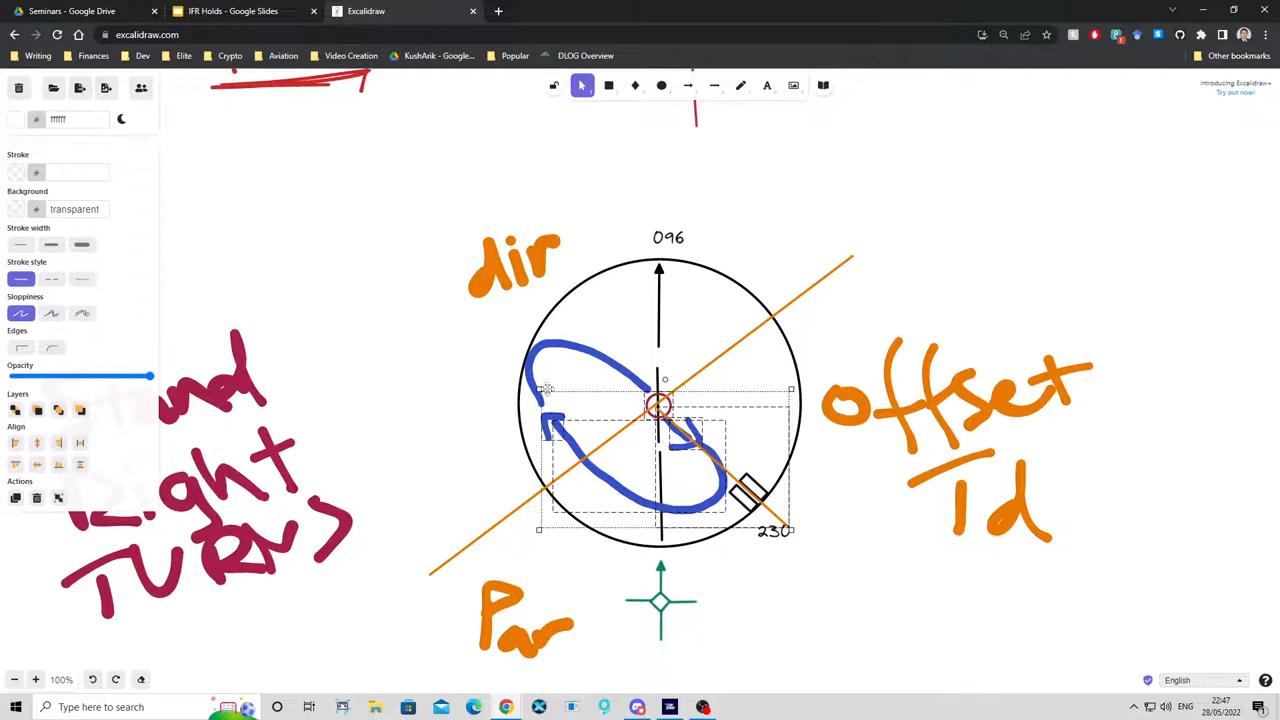 Seminars - Google Drive
IFR Holds - Google Slides
Excalidraw
excalidraw.com
Writing
Finances
Dev
Elite
Crypto
Aviation
Video Creation
KushArik - Google...
Popular
DLOG Overview
Other bookmarks
Introducing Excalidraw+
Try out now!
# ffffff
Stroke
#
Background
# transparent
Stroke width
Stroke style
Sloppiness
Edges
Opacity
Layers
Align
Actions
096
dir
offset
Td
230
Par
TURNS
100%
English
Type here to search
22:47
28/05/2022